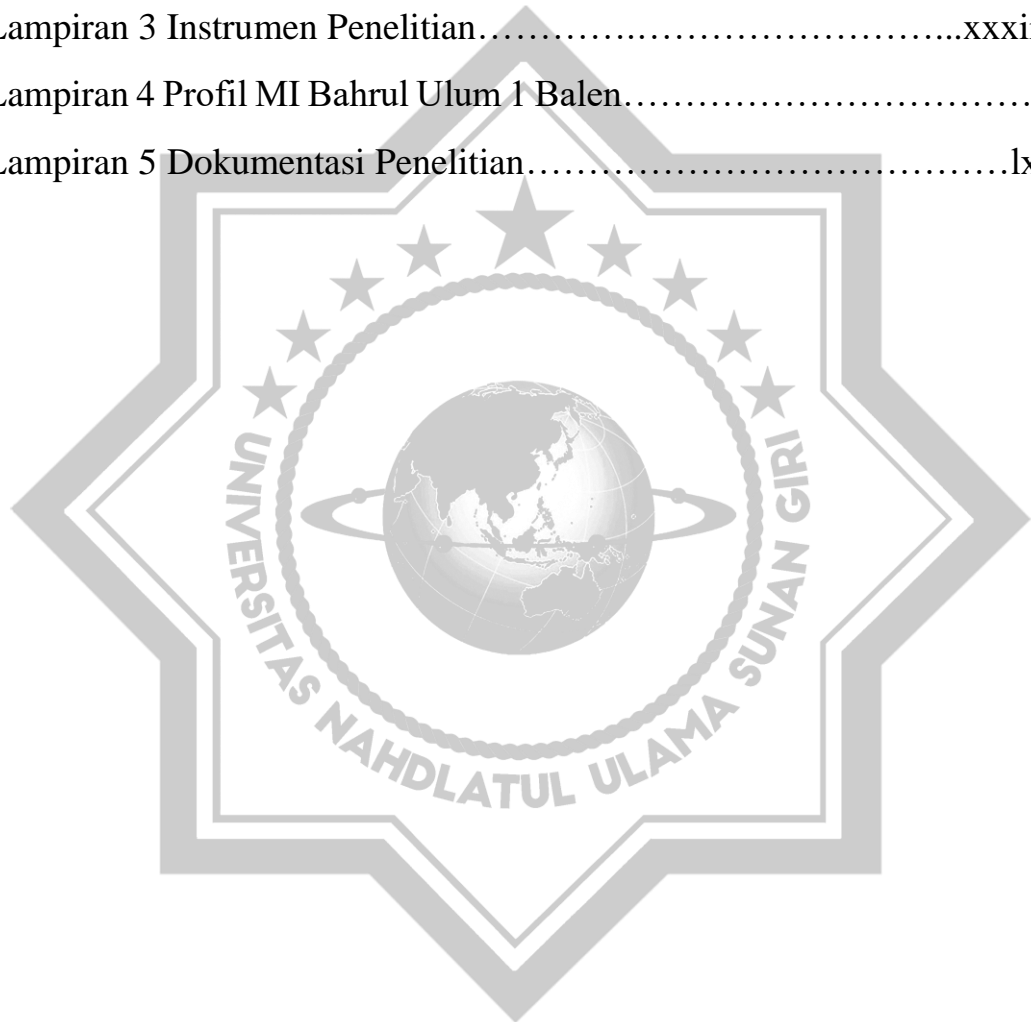 Lampiran 3 Instrumen Penelitian………….……………………...
Lampiran 4 Profil MI Bahrul Ulum 1 Balen……………………………
Lampiran 5 Dokumentasi Penelitian…………………………………
UNIVERSITAS NAHDLATUL ULAMA SUNAN GIRI